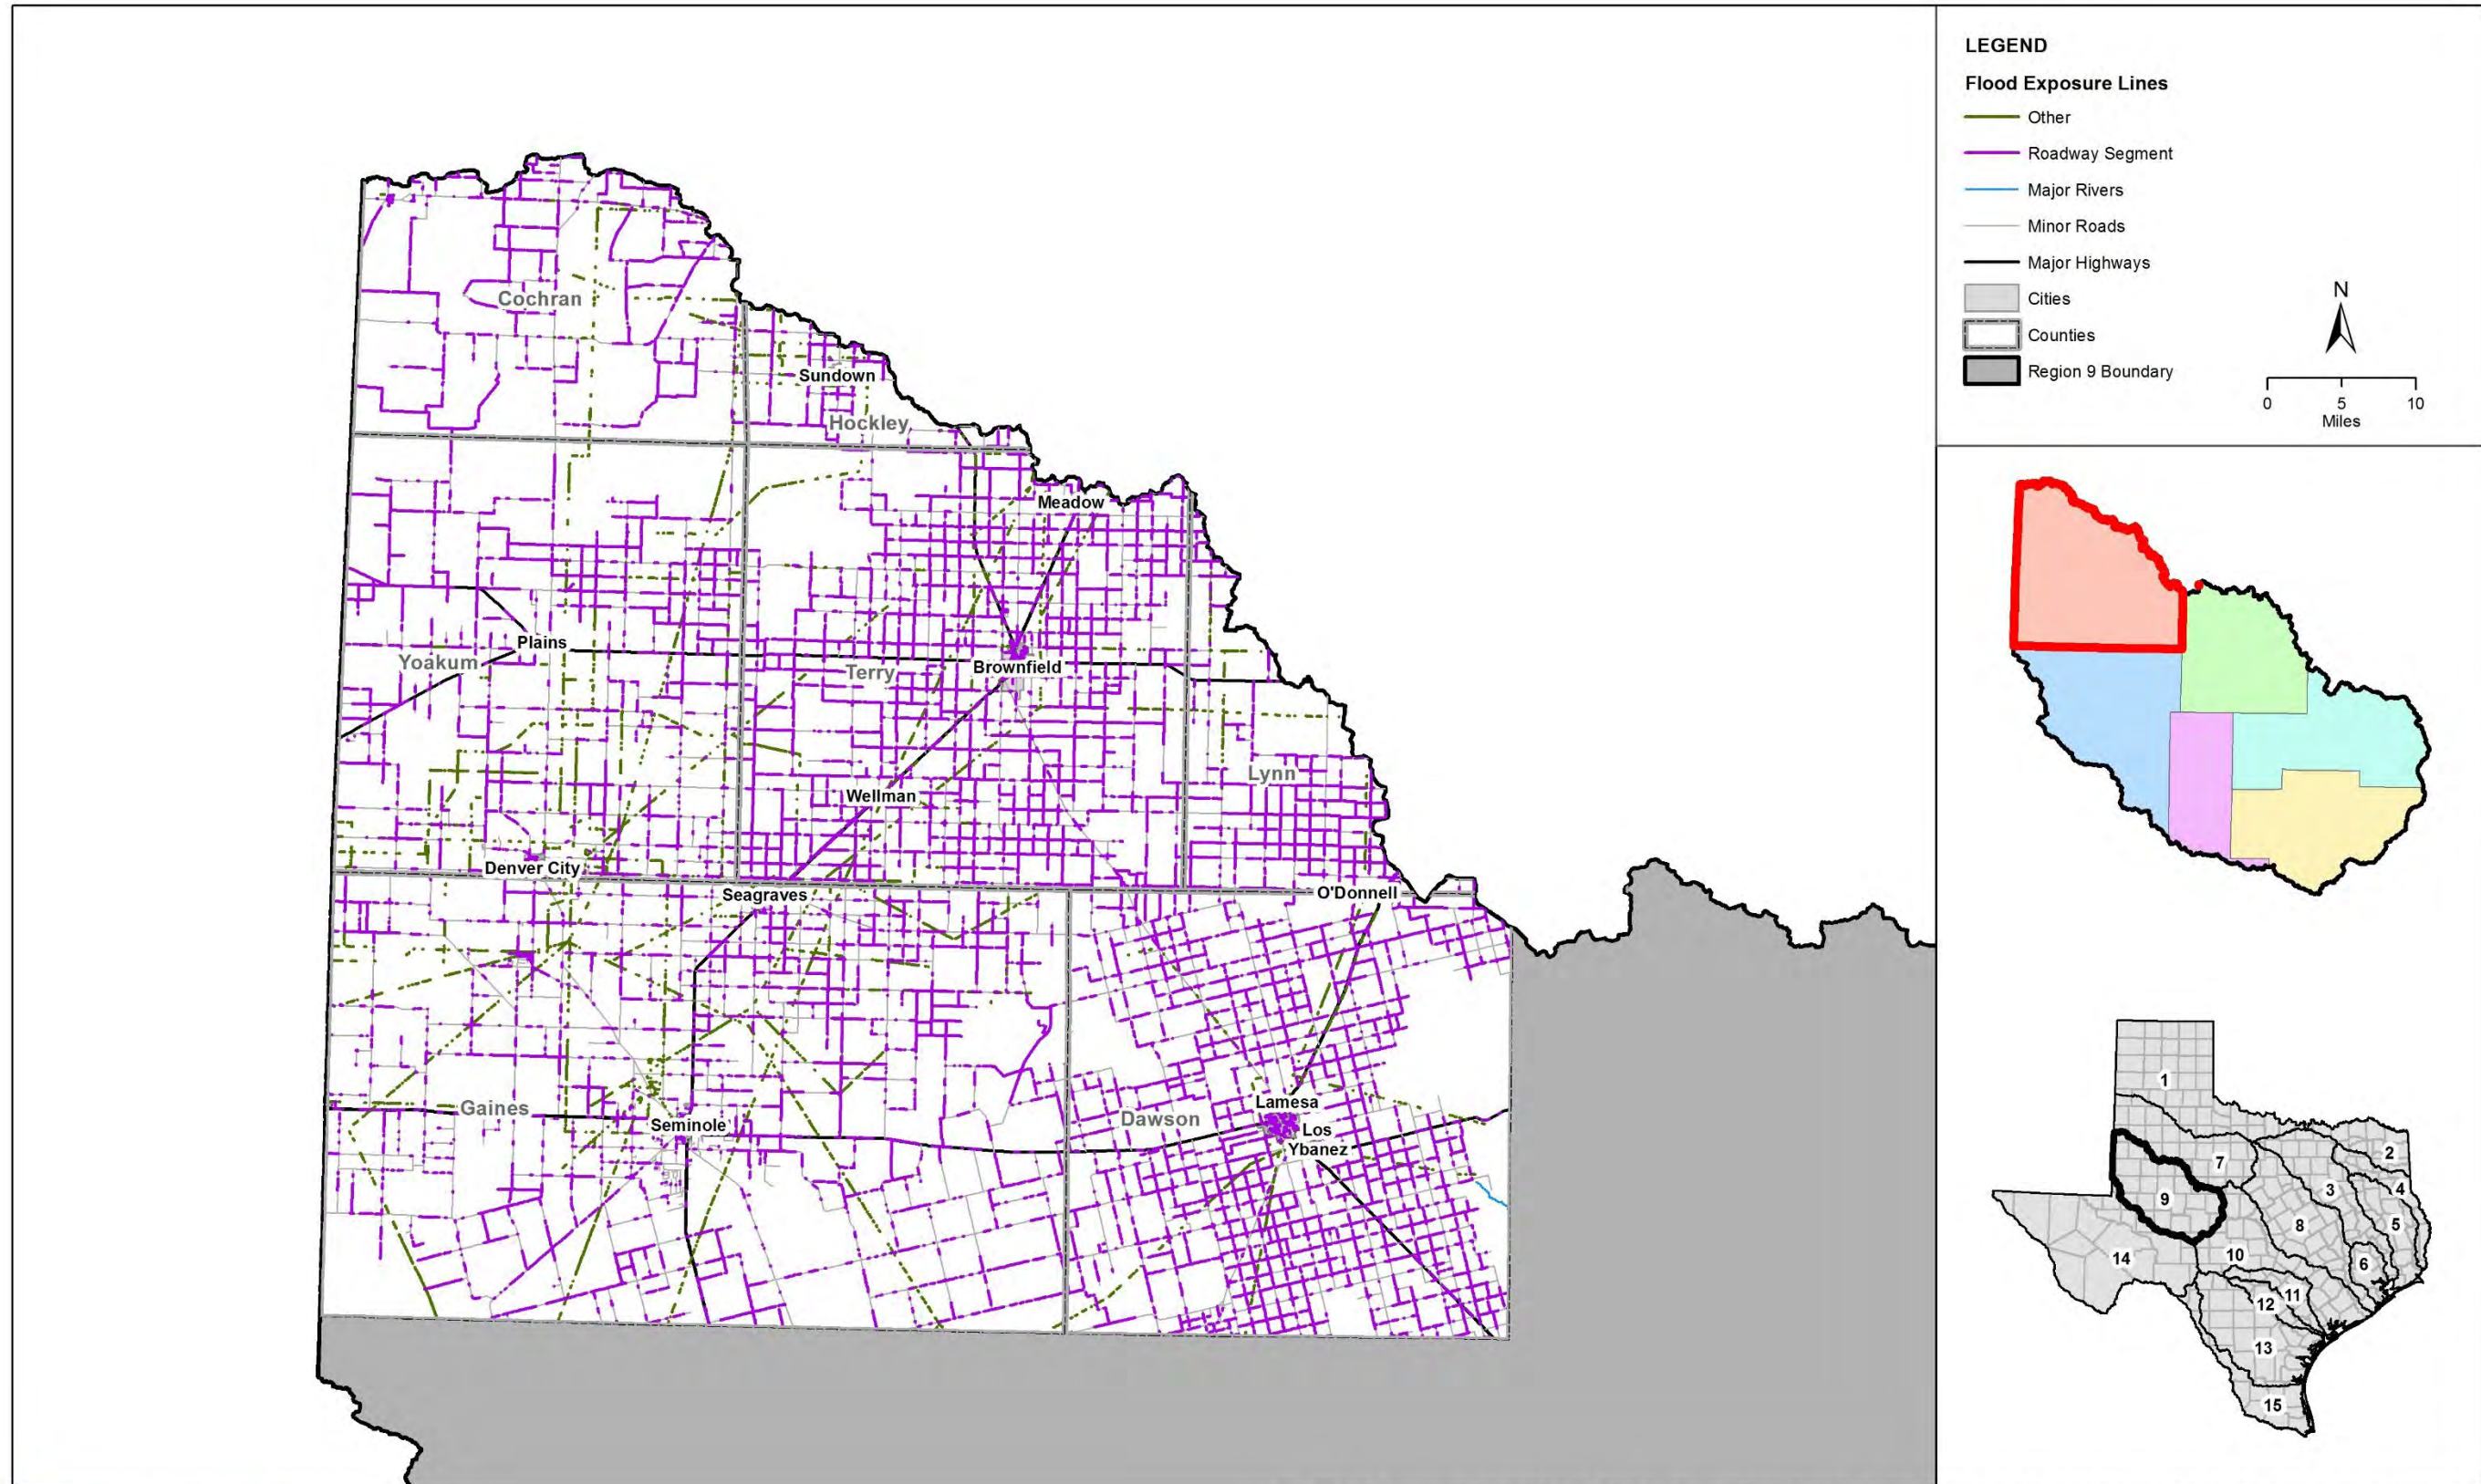 LEGEND
Flood Exposure Lines
Other
Roadway Segment
Major Rivers
Minor Roads
Major Highways
Cities
Counties
Region 9 Boundary
N
0 5 10
Miles
Cochran
Sundown
Hockley
Meadow
Plains
Yoakum
Terry
Brownfield
Lynn
Wellman
Denver City
Seagraves
O'Donnell
Gaines
Seminole
Dawson
Lamesa
Los
Ybanez
1
2
7
3
4
9
5
8
10
14
6
11
12
13
15